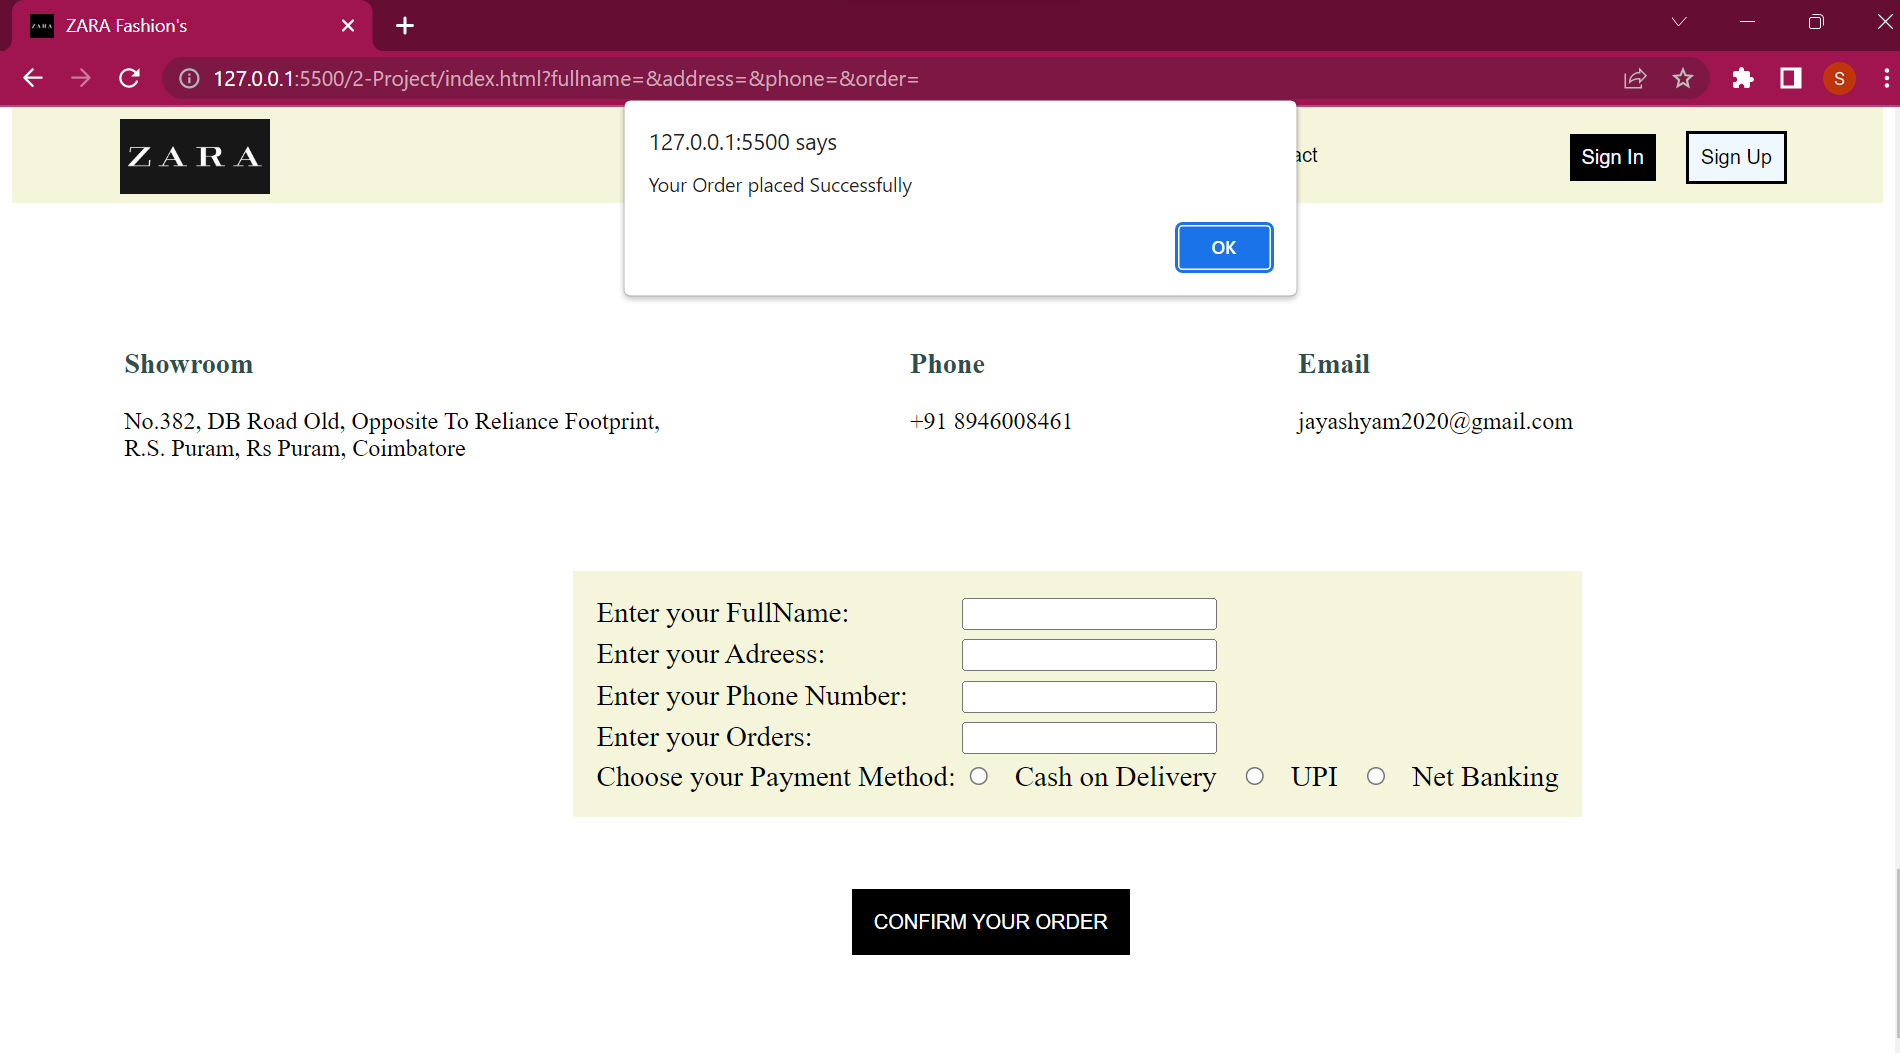 ZARA ZARA Fashion's
127.0.0.1:5500/2-Project/index.html?fullname=&address=&phone=&order=
S
127.0.0.1:5500 says
Your Order placed Successfully
OK
ZARA
act
Sign In
Sign Up
Showroom
Phone
Email
No.382, DB Road Old, Opposite To Reliance Footprint,
R.S. Puram, Rs Puram, Coimbatore
+91 8946008461
jayashyam2020@gmail.com
Enter your FullName:
Enter your Adreess:
Enter your Phone Number:
Enter your Orders:
Choose your Payment Method: Cash on Delivery UPI Net Banking
CONFIRM YOUR ORDER